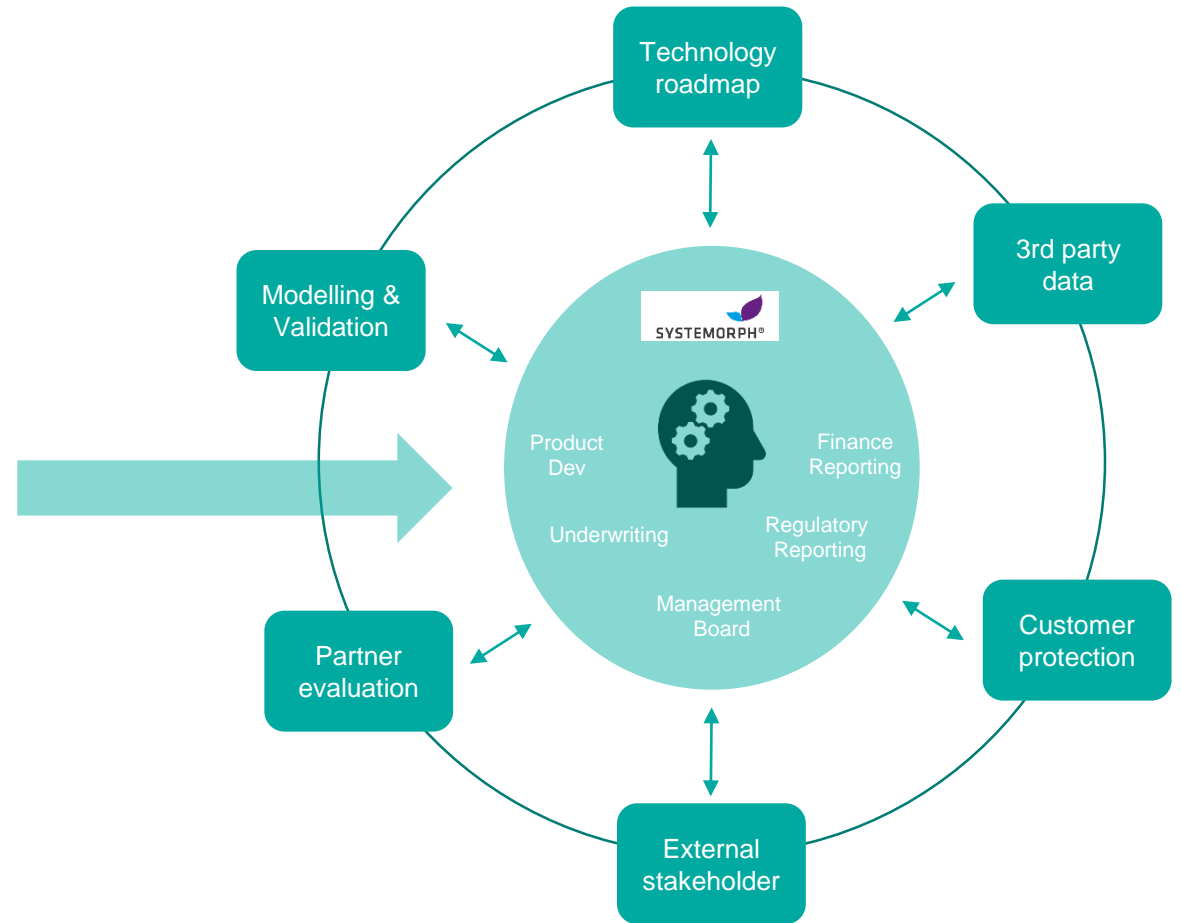 Technology
roadmap
3rd party
data
Modelling &
Validation
SYSTEMORPH®
Product
Dev
Finance
Reporting
Underwriting
Regulatory
Reporting
Management
Board
Customer
protection
Partner
evaluation
External
stakeholder